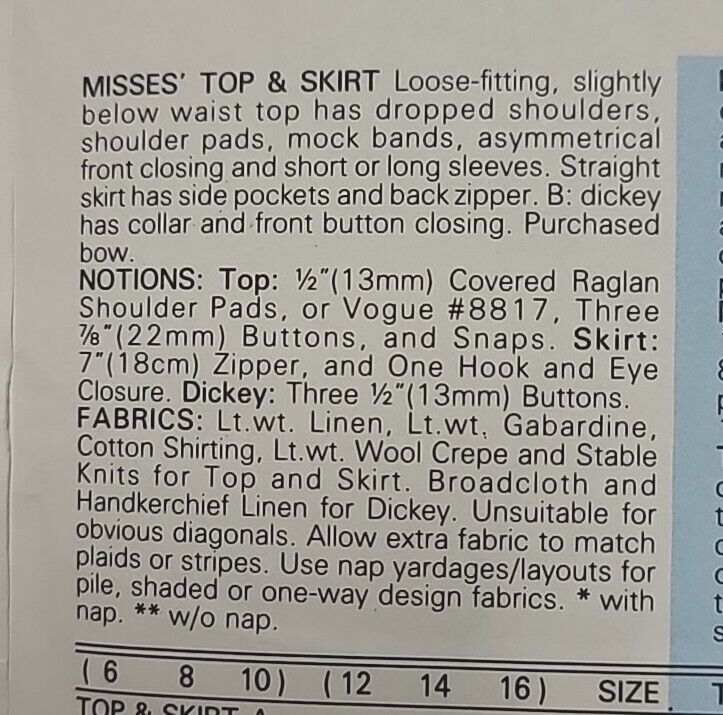 MISSES' TOP & SKIRT Loose-fitting, slightly
below waist top has dropped shoulders,
shoulder pads, mock bands, asymmetrical
front closing and short or long sleeves. Straight
skirt has side pockets and back zipper. B: dickey
has collar and front button closing. Purchased
bow.
NOTIONS: Top: ½"(13mm) Covered Raglan
Shoulder Pads, or Vogue #8817, Three
⅞"(22mm) Buttons, and Snaps. Skirt:
7"(18cm) Zipper, and One Hook and Eye
Closure. Dickey: Three ½"(13mm) Buttons.
FABRICS: Lt.wt. Linen, Lt.wt. Gabardine,
Cotton Shirting, Lt.wt. Wool Crepe and Stable
Knits for Top and Skirt. Broadcloth and
Handkerchief Linen for Dickey. Unsuitable for
obvious diagonals. Allow extra fabric to match
plaids or stripes. Use nap yardages/layouts for
pile, shaded or one-way design fabrics. * with
nap. ** w/o nap.
(6 8 10) (12 14 16) SIZE
TOP & SKIRT A